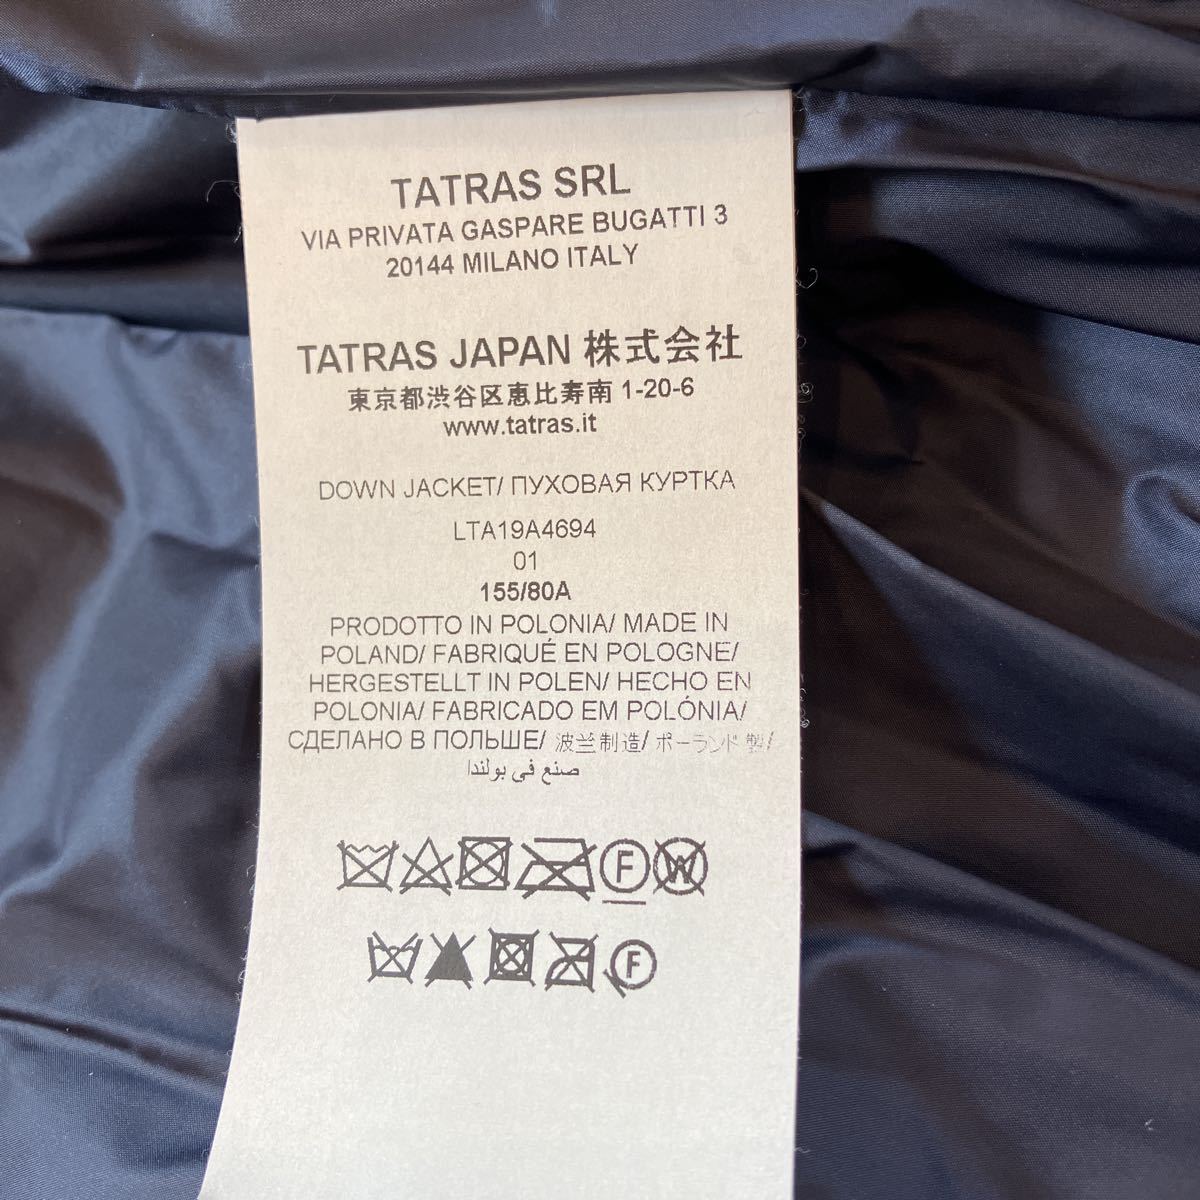 TATRAS SRL
VIA PRIVATA GASPARE BUGATTI 3
20144 MILANO ITALY
TATRAS JAPAN 株式会社
東京都渋谷区恵比寿南 1-20-6
www.tatras.it
DOWN JACKET/ ПУХОВАЯ КУРТКА
LTA19A4694
01
155/80A
PRODOTTO IN POLONIA/ MADE IN
POLAND/ FABRIQUÉ EN POLOGNE/
HERGESTELLT IN POLEN/ HECHO EN
POLONIA/ FABRICADO EM POLÓNIA/
СДЕЛАНО В ПОЛЬШЕ/ 波兰制造/ ポーランド 製/
صنع في بولندا
F W
F